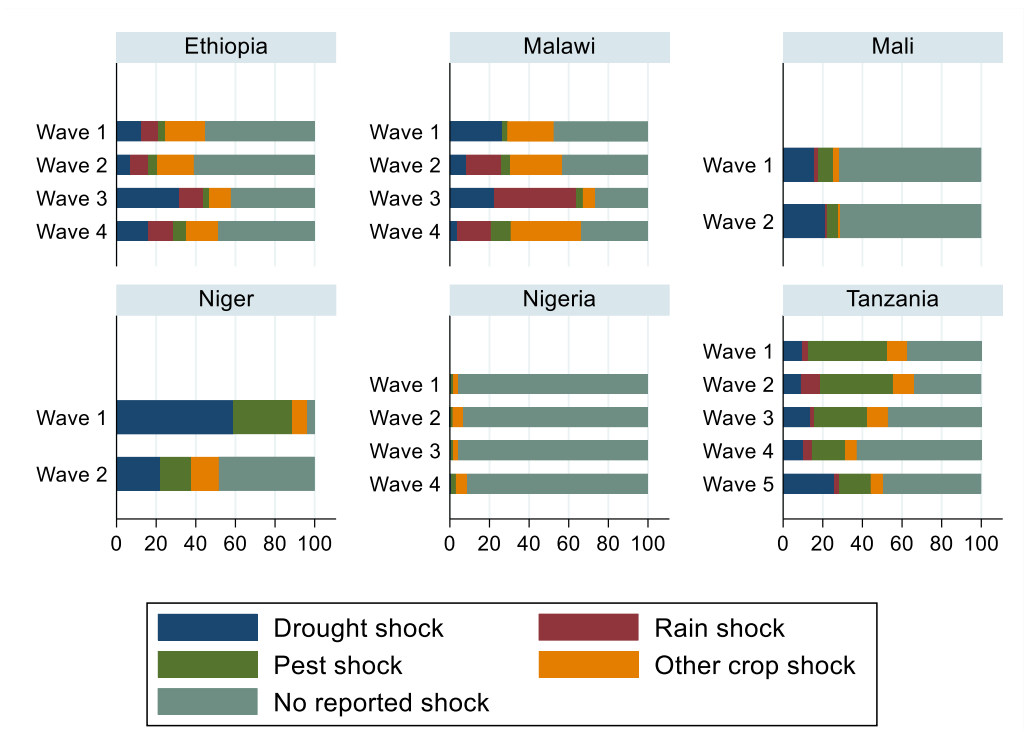 Ethiopia
Malawi
Mali
Wave 1
Wave 2
Wave 3
Wave 4
Wave 1
Wave 2
Wave 3
Wave 4
Wave 1
Wave 2
Niger
Nigeria
Tanzania
Wave 1
Wave 2
0 20 40 60 80 100
Wave 1
Wave 2
Wave 3
Wave 4
0 20 40 60 80 100
Wave 1
Wave 2
Wave 3
Wave 4
Wave 5
0 20 40 60 80 100
Drought shock
Rain shock
Pest shock
Other crop shock
No reported shock